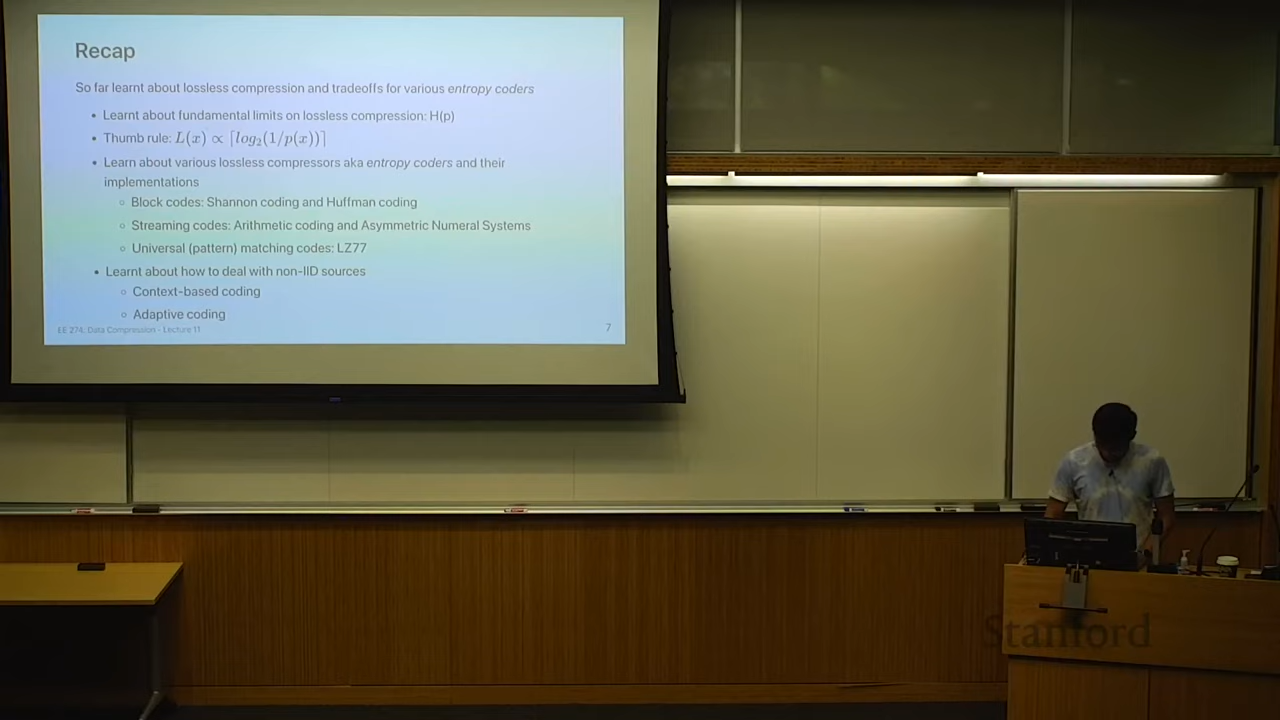 Recap
So far learnt about lossless compression and tradeoffs for various entropy coders
• Learnt about fundamental limits on lossless compression: H(p)
• Thumb rule: L(x) ∝ ⌈log₂(1/p(x))⌉
• Learn about various lossless compressors aka entropy coders and their
implementations
○ Block codes: Shannon coding and Huffman coding
○ Streaming codes: Arithmetic coding and Asymmetric Numeral Systems
○ Universal (pattern) matching codes: LZ77
• Learnt about how to deal with non-IID sources
○ Context-based coding
○ Adaptive coding
EE 274: Data Compression - Lecture 11
7
Stanford